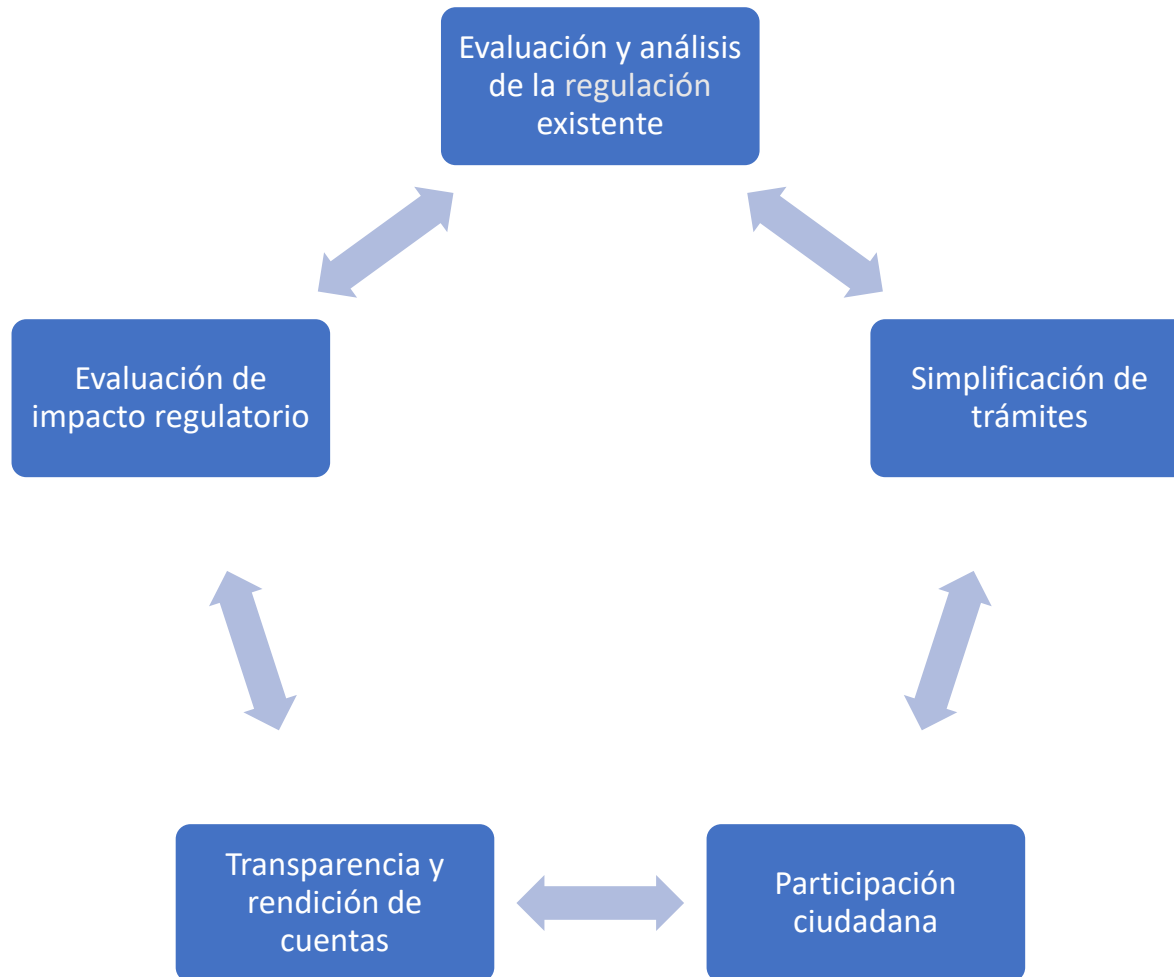 Evaluación y análisis
de la regulación
existente
Evaluación de
impacto regulatorio
Simplificación de
trámites
Transparencia y
rendición de
cuentas
Participación
ciudadana